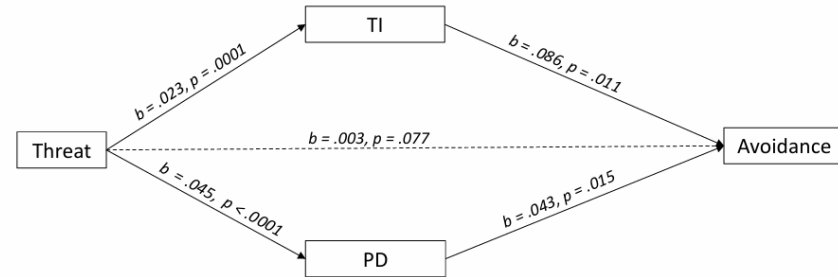 TI
b = .023, p = .0001
b = .086, p = .011
Threat
b = .003, p = .077
Avoidance
b = .045, p <.0001
b = .043, p = .015
PD